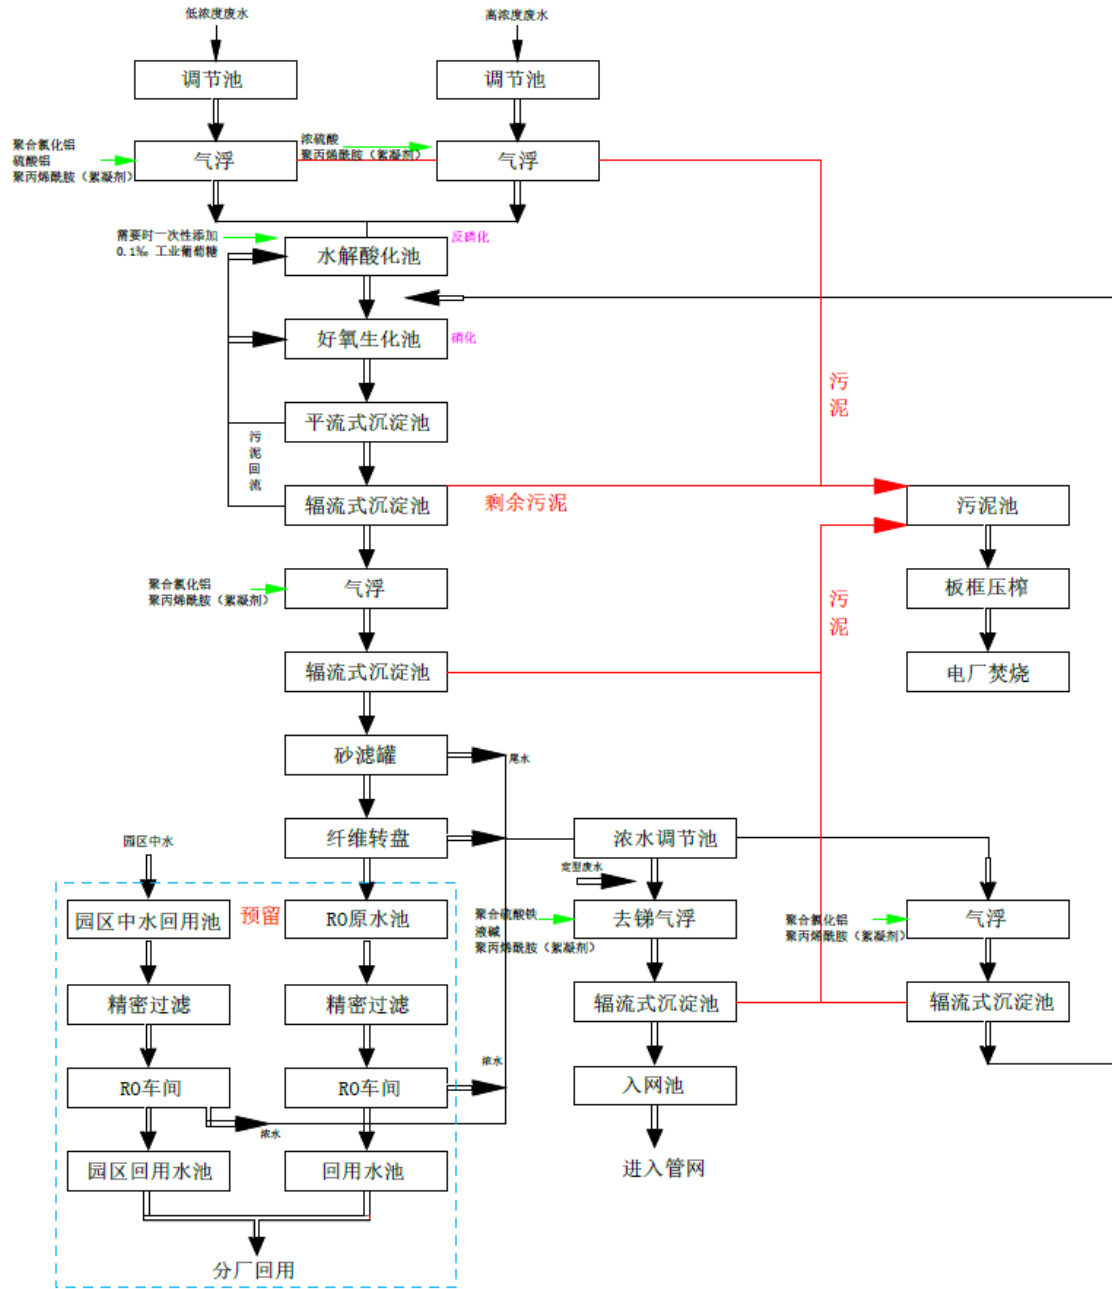 低浓度废水
高浓度废水
调节池
调节池
聚合氯化铝
硫酸铝
聚丙烯酰胺（絮凝剂）
气浮
浓硫酸
聚丙烯酰胺（絮凝剂）
气浮
需要时一次性添加
0.1‰ 工业葡萄糖
反硝化
水解酸化池
好氧生化池
硝化
污
泥
平流式沉淀池
污
泥
回
流
辐流式沉淀池
剩余污泥
污泥池
聚合氯化铝
聚丙烯酰胺（絮凝剂）
气浮
污
泥
板框压榨
辐流式沉淀池
电厂焚烧
砂滤罐
尾水
园区中水
纤维转盘
浓水调节池
定型废水
园区中水回用池
预留
RO原水池
聚合硫酸铁
液碱
聚丙烯酰胺（絮凝剂）
去锑气浮
聚合氯化铝
聚丙烯酰胺（絮凝剂）
气浮
精密过滤
精密过滤
辐流式沉淀池
辐流式沉淀池
浓水
RO车间
RO车间
入网池
浓水
园区回用水池
回用水池
进入管网
分厂回用